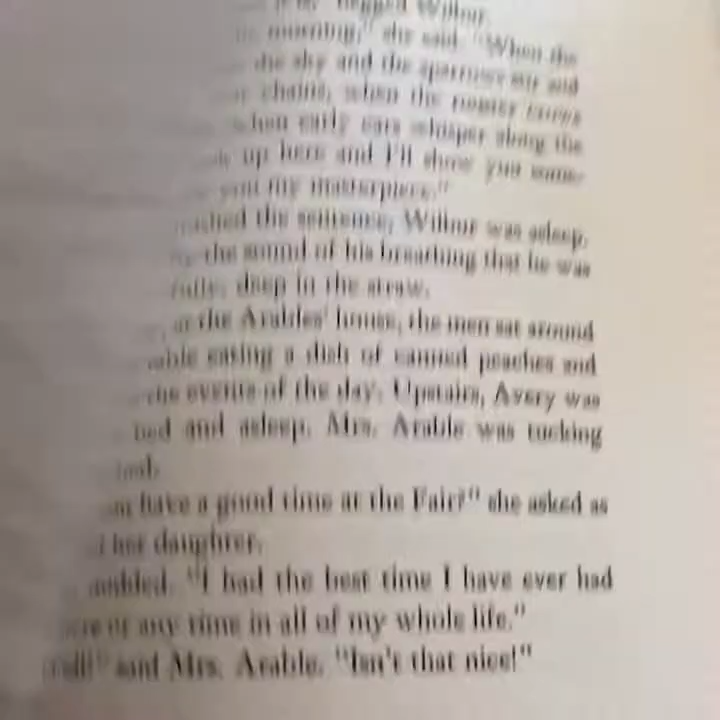 begged Wilbur.
morning," she said. "When the
the sky and the sparrows stir and
chains, when the rooster crows
when early cars whisper along the
up here and I'll show you some-
you my masterpiece."
the sentence, Wilbur was asleep.
the sound of his breathing that he was
deep in the straw.
at the Arables' house, the men sat around
table eating a dish of canned peaches and
the events of the day. Upstairs, Avery was
bed and asleep. Mrs. Arable was tucking
have a good time at the Fair?" she asked as
her daughter.
nodded. "I had the best time I have ever had
or any time in all of my whole life."
said Mrs. Arable. "Isn't that nice!"